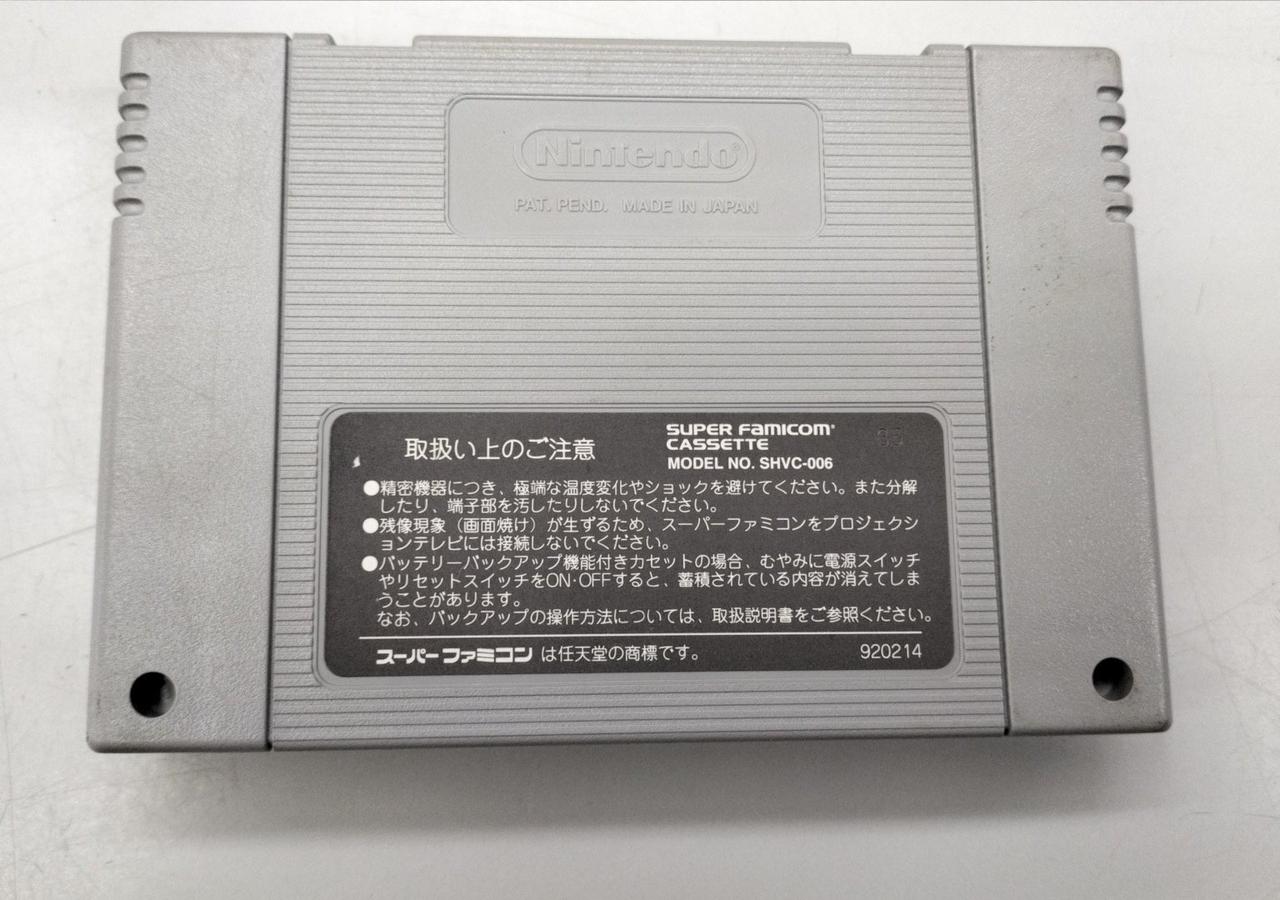 Nintendo®
PAT. PEND. MADE IN JAPAN
取扱い上のご注意
SUPER FAMICOM®
CASSETTE
MODEL NO. SHVC-006
●精密機器につき、極端な温度変化やショックを避けてください。また分解
したり、端子部を汚したりしないでください。
●残像現象（画面焼け）が生ずるため、スーパーファミコンをプロジェクシ
ョンテレビには接続しないでください。
●バッテリーバックアップ機能付きカセットの場合、むやみに電源スイッチ
やリセットスイッチをON·OFFすると、蓄積されている内容が消えてしま
うことがあります。
なお、バックアップの操作方法については、取扱説明書をご参照ください。
スーパーファミコン は任天堂の商標です。
920214